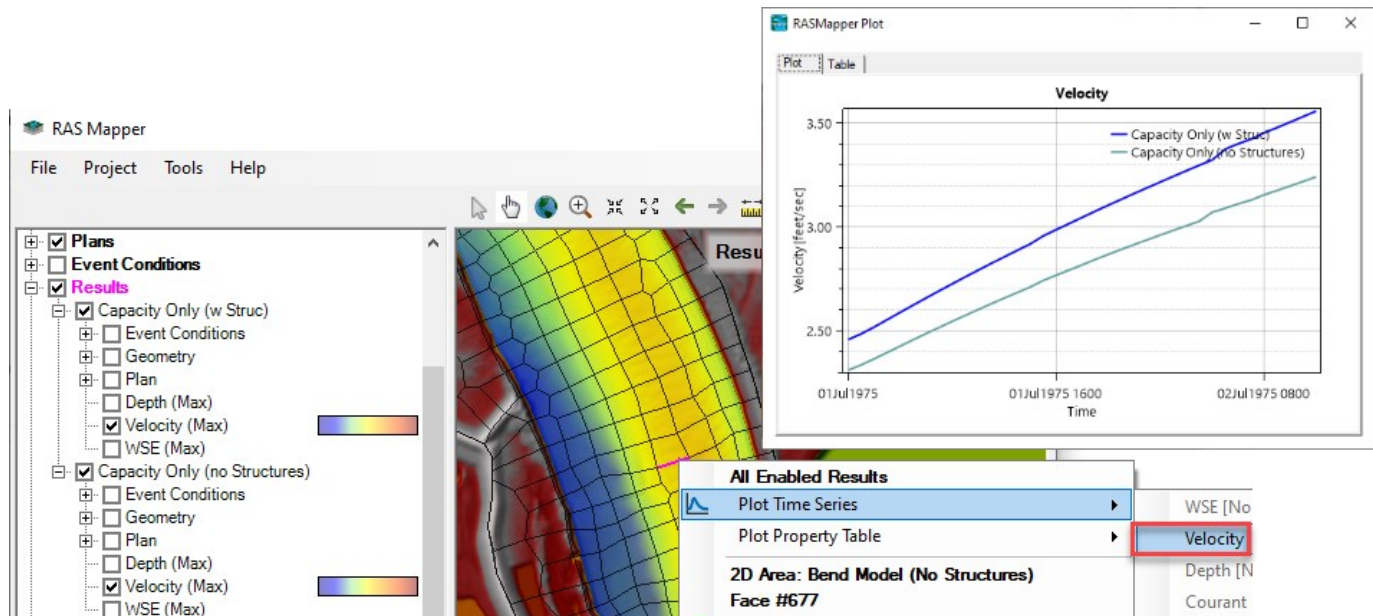 RASMapper Plot
Plot Table
Velocity
3.50
3.00
2.50
Velocity [feet/sec]
Capacity Only (w Struc)
Capacity Only (no Structures)
01Jul1975 01Jul1975 1600 02Jul1975 0800
Time
RAS Mapper
File Project Tools Help
Plans
Event Conditions
Results
Capacity Only (w Struc)
Event Conditions
Geometry
Plan
Depth (Max)
Velocity (Max)
WSE (Max)
Capacity Only (no Structures)
Event Conditions
Geometry
Plan
Depth (Max)
Velocity (Max)
WSE (Max)
Resu
All Enabled Results
Plot Time Series
Plot Property Table
2D Area: Bend Model (No Structures)
Face #677
WSE [No
Velocity
Depth [N
Courant